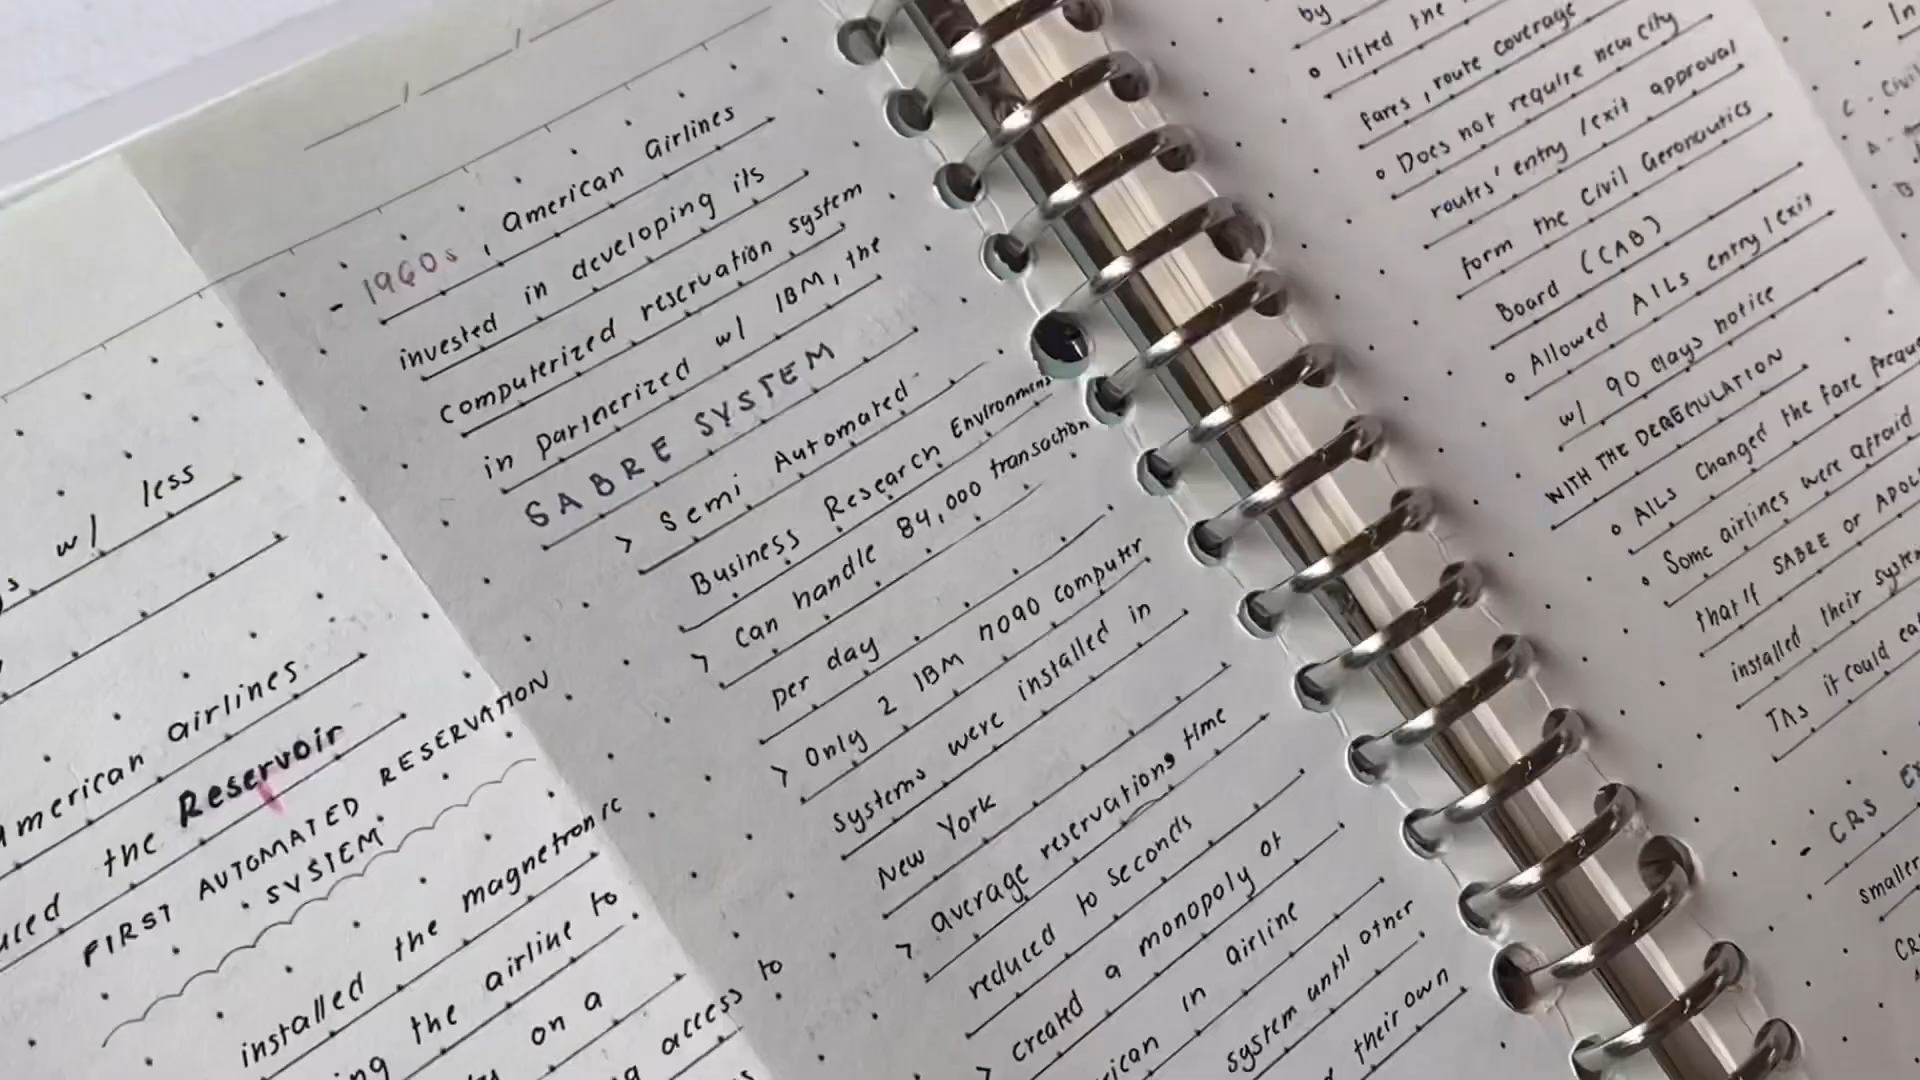 w/ less
american airlines
the Reservoir
FIRST AUTOMATED RESERVATION
SYSTEM
installed the magnetronic
the airline to
on a
access to
- 1960s, american airlines
invested in developing its
computerized reservation system
in partnerized w/ IBM, the
SABRE SYSTEM
> Semi Automated
Business Research Environment
> Can handle 84,000 transaction
per day
> Only 2 IBM 7090 computer
systems were installed in
New York
> average reservations time
reduced to seconds
> created a monopoly of
in airline
system until other
their own
by
o lifted the
fares, route coverage
o Does not require new city
routes' entry / exit approval
form the Civil Aeronautics
Board (CAB)
o Allowed AILs entry / exit
w/ 90 days notice
WITH THE DEREGULATION
o AILs changed the fare
o Some airlines were afraid
that if SABRE or
installed their
TAs it could
- In
- CRS
smaller